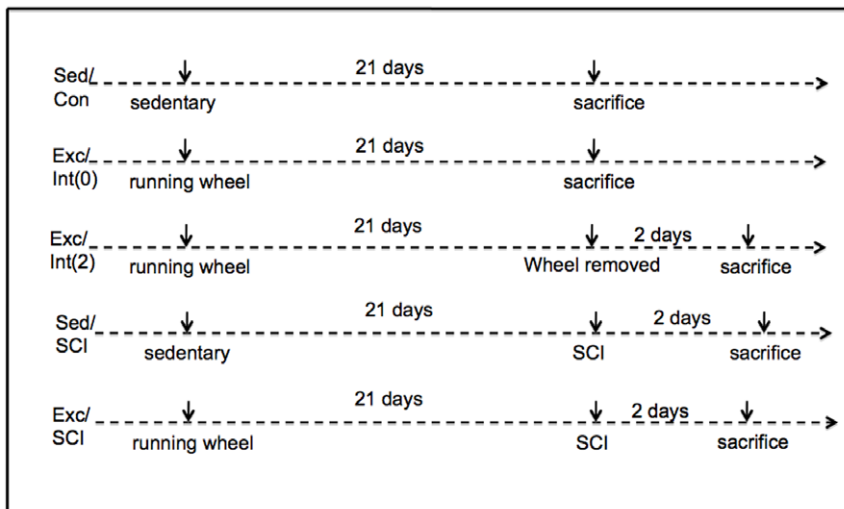 Sed/
Con
21 days
sedentary
sacrifice
Exc/
Int(0)
21 days
running wheel
sacrifice
Exc/
Int(2)
21 days
2 days
running wheel
Wheel removed
sacrifice
Sed/
SCI
21 days
2 days
sedentary
SCI
sacrifice
Exc/
SCI
21 days
2 days
running wheel
SCI
sacrifice